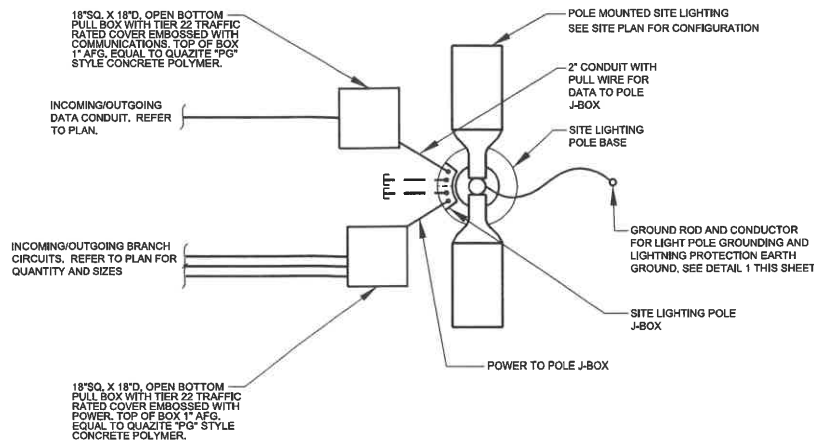 18"SQ. X 18"D, OPEN BOTTOM
PULL BOX WITH TIER 22 TRAFFIC
RATED COVER EMBOSSED WITH
COMMUNICATIONS. TOP OF BOX
1" AFG. EQUAL TO QUAZITE "PG"
STYLE CONCRETE POLYMER.
POLE MOUNTED SITE LIGHTING
SEE SITE PLAN FOR CONFIGURATION
2" CONDUIT WITH
PULL WIRE FOR
DATA TO POLE
J-BOX
INCOMING/OUTGOING
DATA CONDUIT. REFER
TO PLAN.
SITE LIGHTING
POLE BASE
GROUND ROD AND CONDUCTOR
FOR LIGHT POLE GROUNDING AND
LIGHTNING PROTECTION EARTH
GROUND. SEE DETAIL 1 THIS SHEET
INCOMING/OUTGOING BRANCH
CIRCUITS. REFER TO PLAN FOR
QUANTITY AND SIZES
SITE LIGHTING POLE
J-BOX
POWER TO POLE J-BOX
18"SQ. X 18"D, OPEN BOTTOM
PULL BOX WITH TIER 22 TRAFFIC
RATED COVER EMBOSSED WITH
POWER. TOP OF BOX 1" AFG.
EQUAL TO QUAZITE "PG" STYLE
CONCRETE POLYMER.